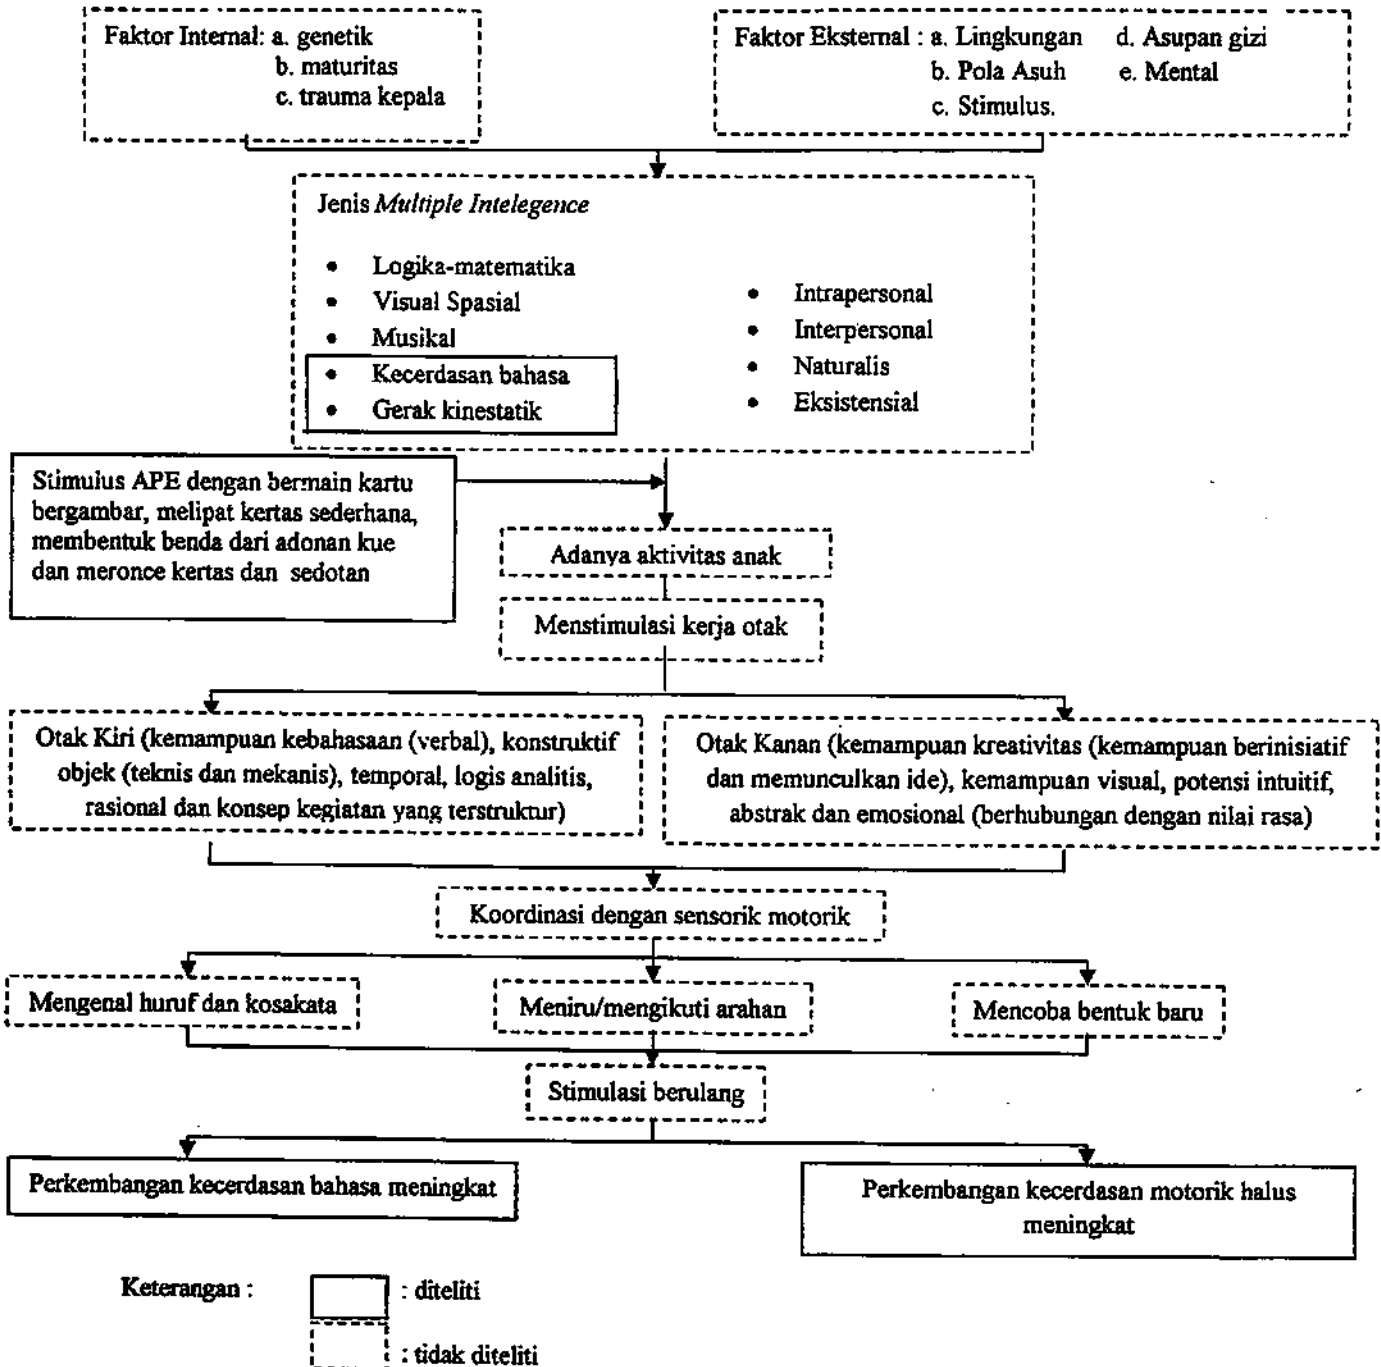 Faktor Internal: a. genetik
b. maturitas
c. trauma kepala
Faktor Eksternal : a. Lingkungan d. Asupan gizi
b. Pola Asuh e. Mental
c. Stimulus.
Jenis Multiple Intelegence
• Logika-matematika
• Visual Spasial
• Musikal
• Kecerdasan bahasa
• Gerak kinestatik
• Intrapersonal
• Interpersonal
• Naturalis
• Eksistensial
Stimulus APE dengan bermain kartu
bergambar, melipat kertas sederhana,
membentuk benda dari adonan kue
dan meronce kertas dan sedotan
Adanya aktivitas anak
Menstimulasi kerja otak
Otak Kiri (kemampuan kebahasaan (verbal), konstruktif
objek (teknis dan mekanis), temporal, logis analitis,
rasional dan konsep kegiatan yang terstruktur)
Otak Kanan (kemampuan kreativitas (kemampuan berinisiatif
dan memunculkan ide), kemampuan visual, potensi intuitif,
abstrak dan emosional (berhubungan dengan nilai rasa)
Koordinasi dengan sensorik motorik
Mengenal huruf dan kosakata
Meniru/mengikuti arahan
Mencoba bentuk baru
Stimulasi berulang
Perkembangan kecerdasan bahasa meningkat
Perkembangan kecerdasan motorik halus
meningkat
Keterangan :
: diteliti
: tidak diteliti